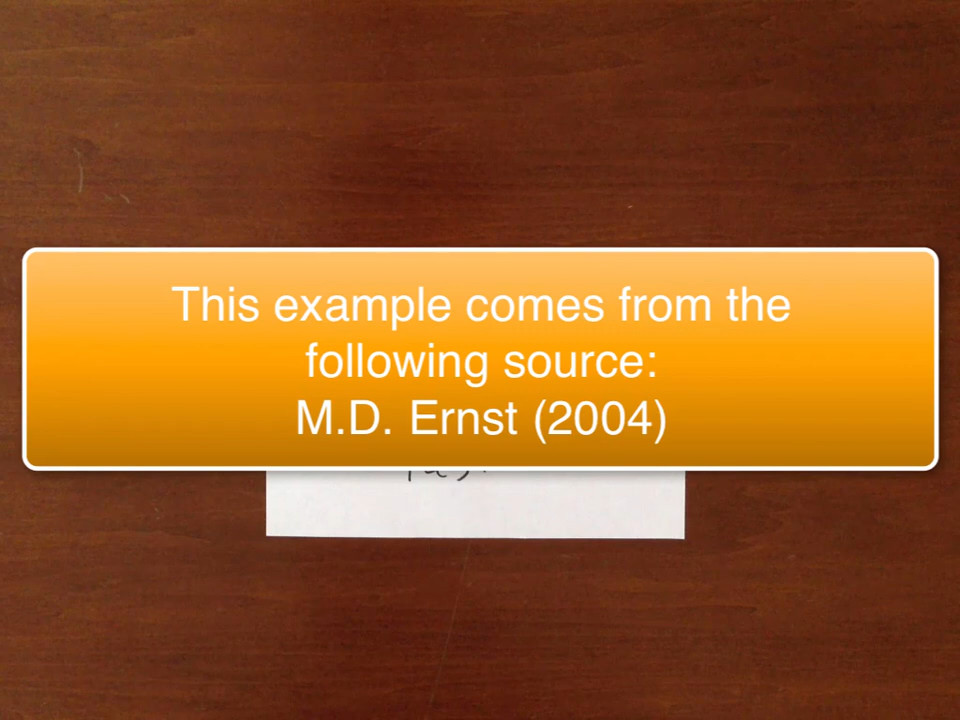 This example comes from the
following source:
M.D. Ernst (2004)